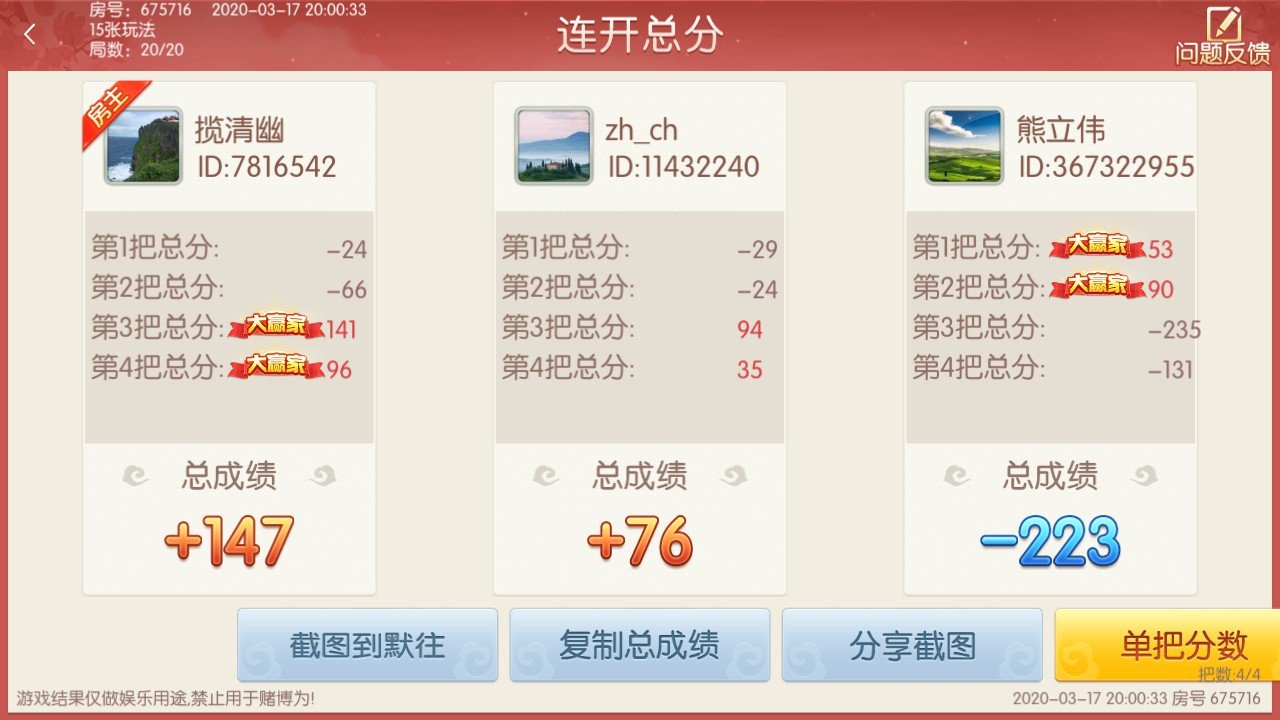 房号：675716 2020-03-17 20:00:33
15张玩法
局数：20/20
连开总分
问题反馈
房主
揽清幽
ID:7816542
第1把总分: -24
第2把总分: -66
第3把总分: 大赢家 141
第4把总分: 大赢家 96
总成绩
+147
zh_ch
ID:11432240
第1把总分: -29
第2把总分: -24
第3把总分: 94
第4把总分: 35
总成绩
+76
熊立伟
ID:367322955
第1把总分: 大赢家 53
第2把总分: 大赢家 90
第3把总分: -235
第4把总分: -131
总成绩
-223
截图到默往
复制总成绩
分享截图
单把分数
把数:4/4
游戏结果仅做娱乐用途,禁止用于赌博为!
2020-03-17 20:00:33 房号 675716